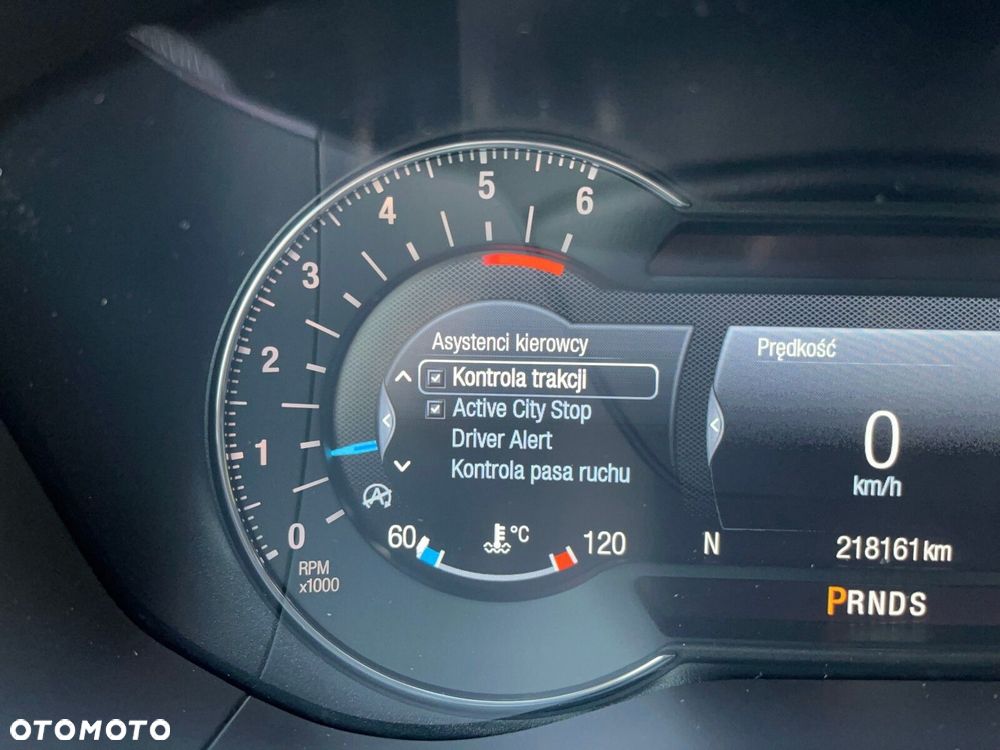 6
5
4
3
2
1
0
RPM
x1000
Asystenci kierowcy
Kontrola trakcji
Active City Stop
Driver Alert
Kontrola pasa ruchu
60
°C
120
Prędkość
0
km/h
N
218161 km
PRNDS
OTOMOTO